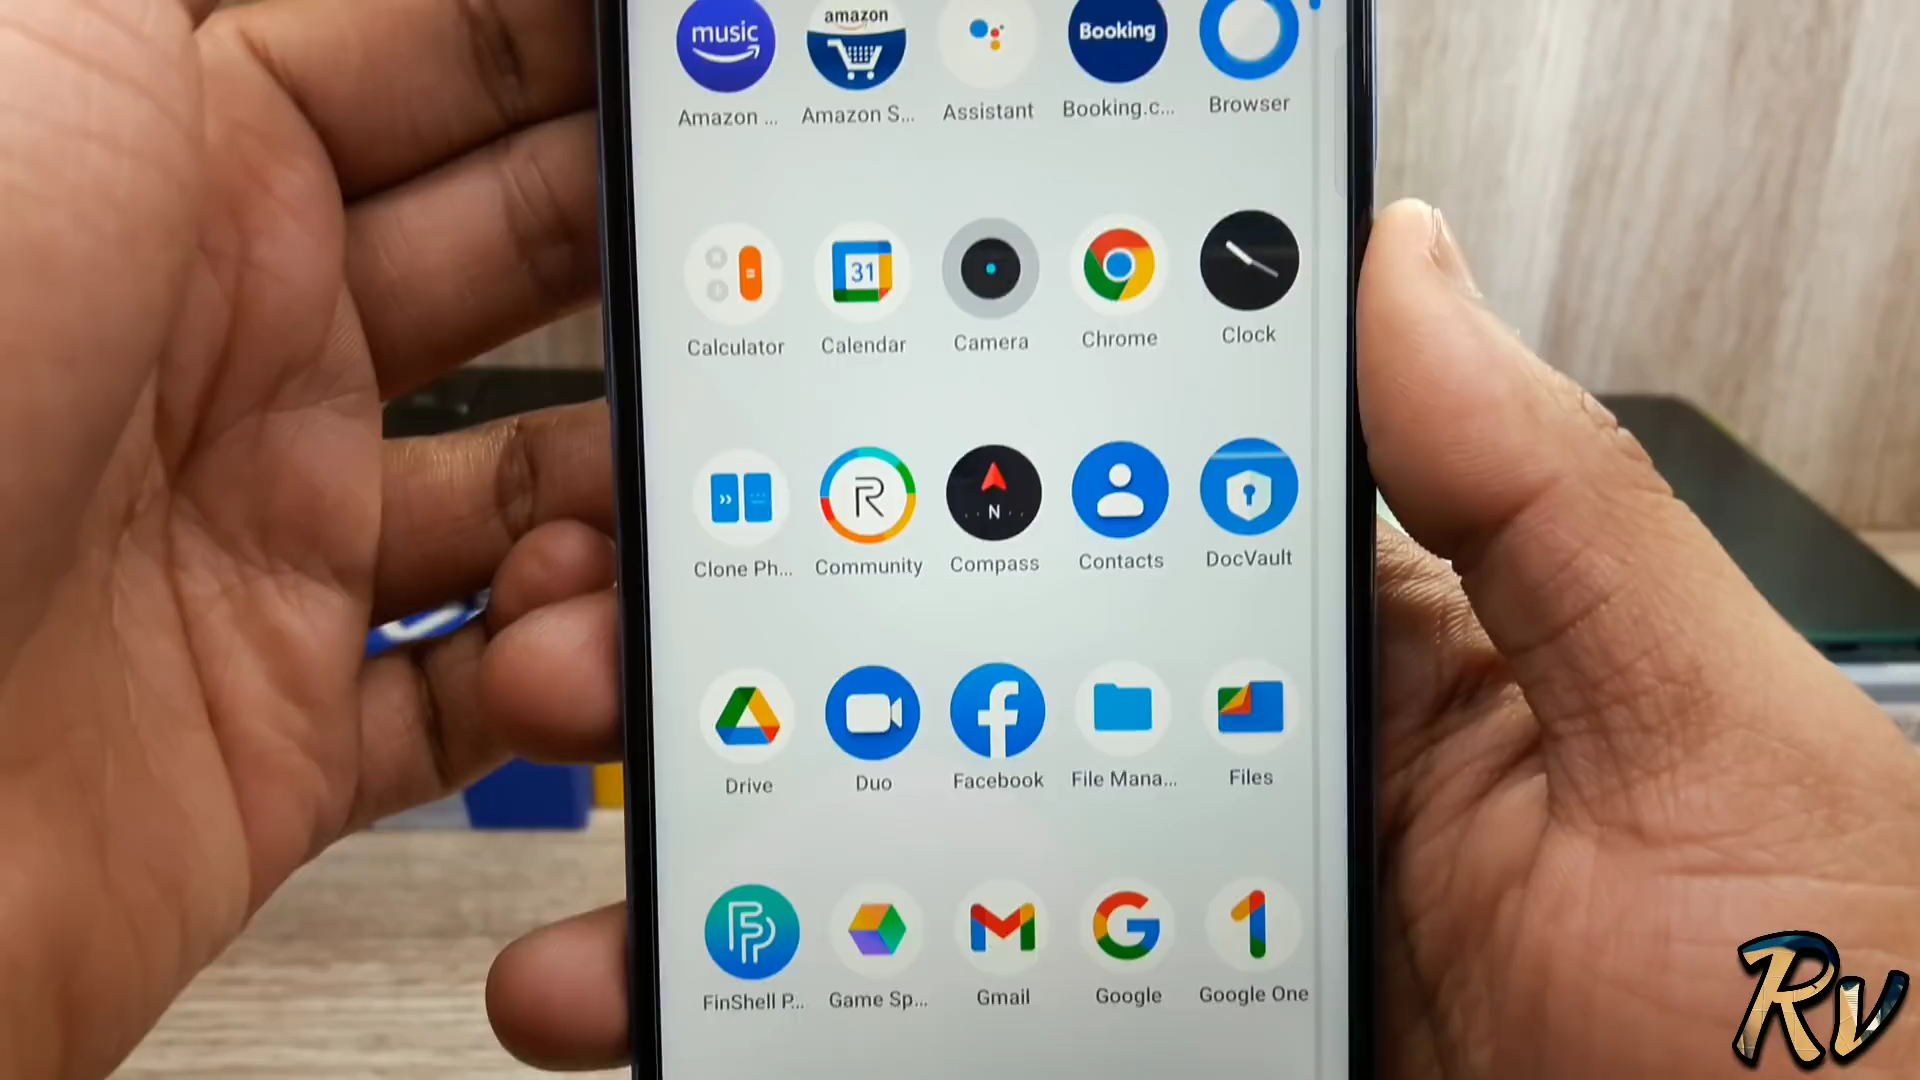 music
amazon
Booking
Amazon ...
Amazon S...
Assistant
Booking.c...
Browser
31
Calculator
Calendar
Camera
Chrome
Clock
R
N
Clone Ph...
Community
Compass
Contacts
DocVault
Drive
Duo
Facebook
File Mana...
Files
FinShell P...
Game Sp...
Gmail
Google
Google One
Rv